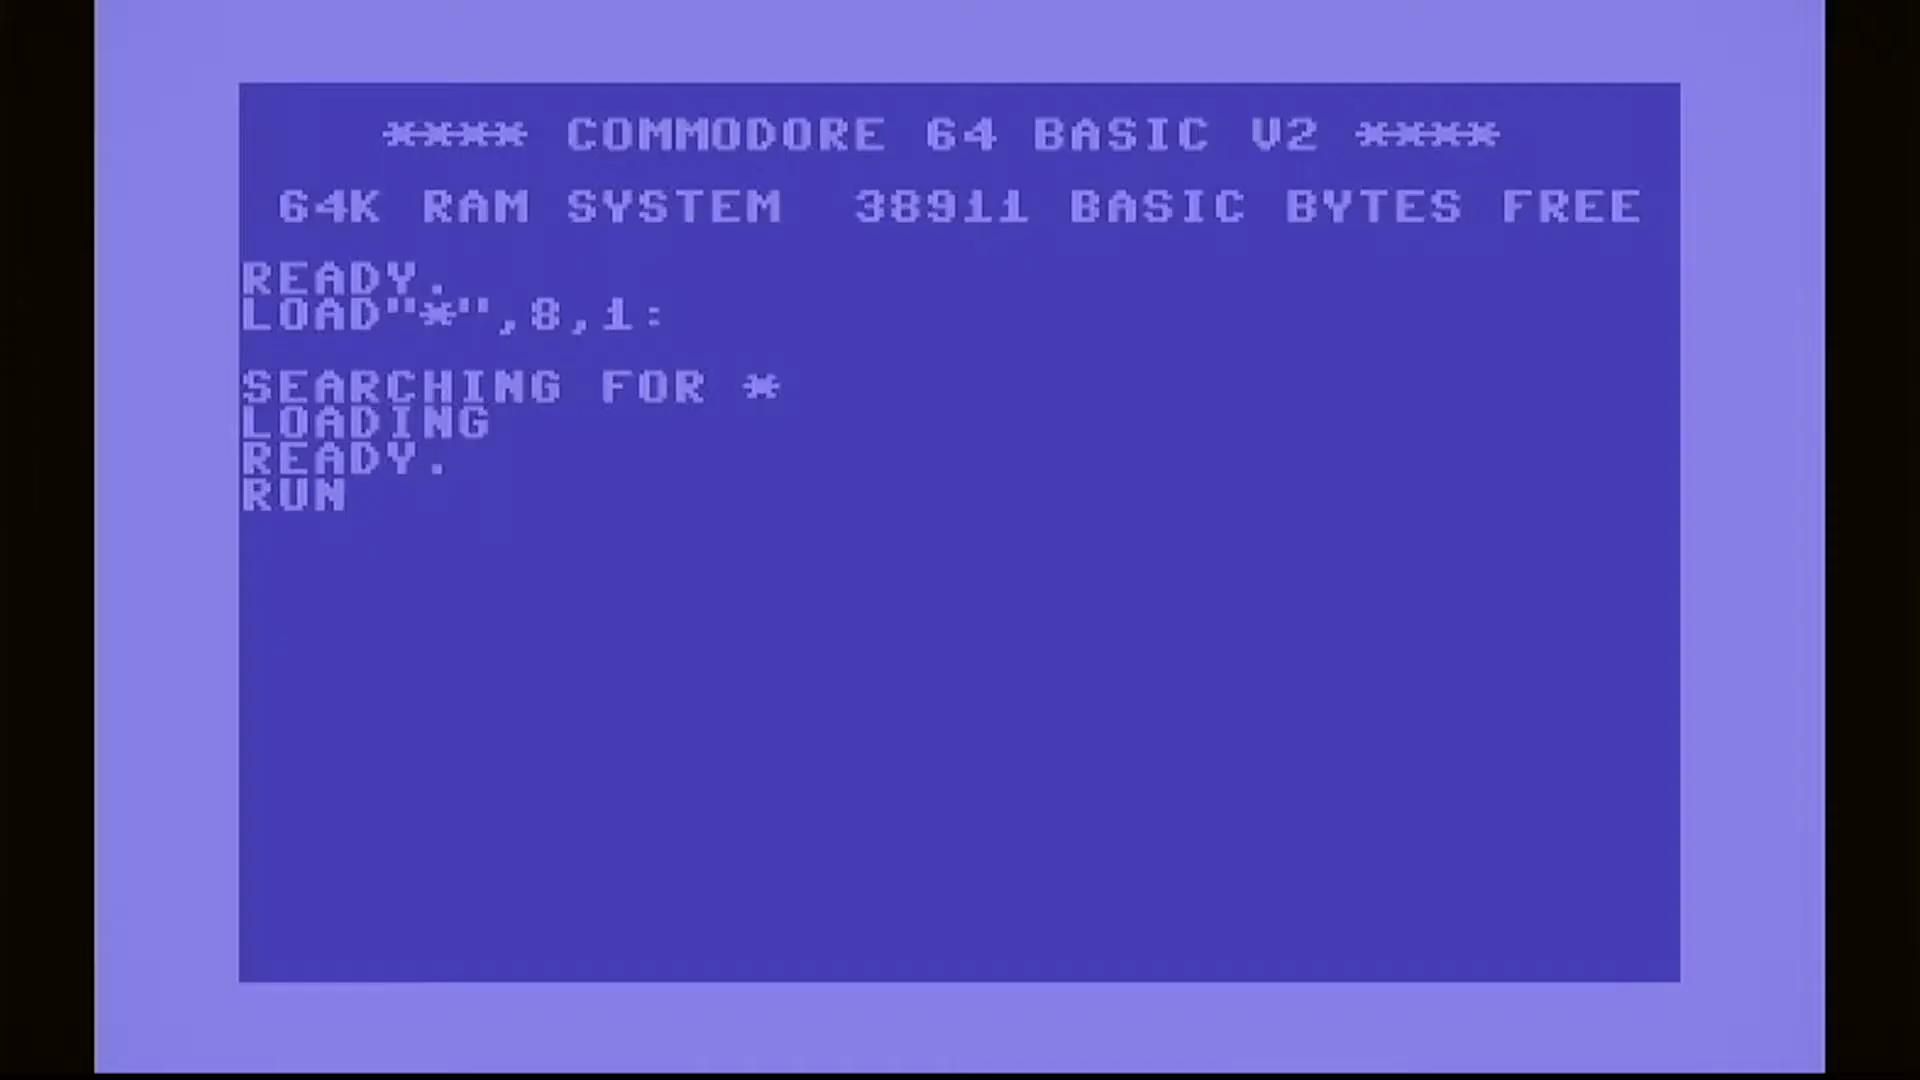 **** COMMODORE 64 BASIC V2 ****
64K RAM SYSTEM  38911 BASIC BYTES FREE
READY.
LOAD"*",8,1:
SEARCHING FOR *
LOADING
READY.
RUN